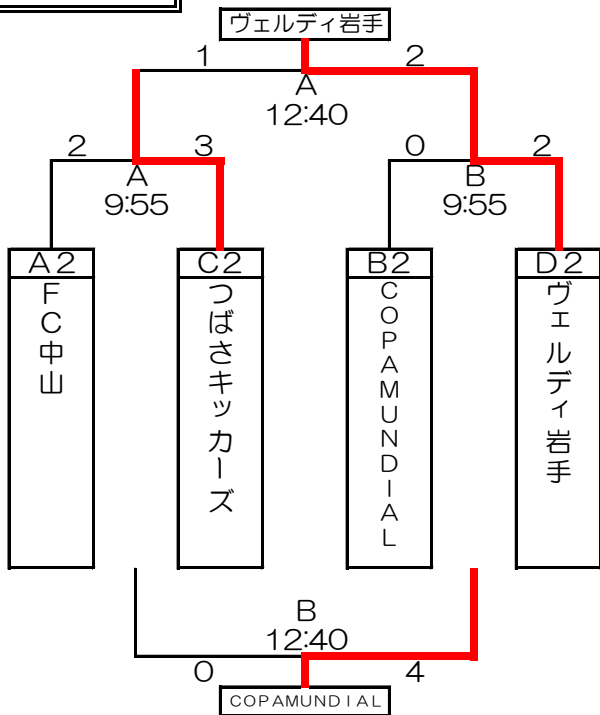 ヴェルディ岩手
1 2
A
12:40
2 3 0 2
A B
9:55 9:55
A2 C2 B2 D2
FC中山
つばさキッカーズ
COPAMUNDIAL
ヴェルディ岩手
B
12:40
0 4
COPAMUNDIAL